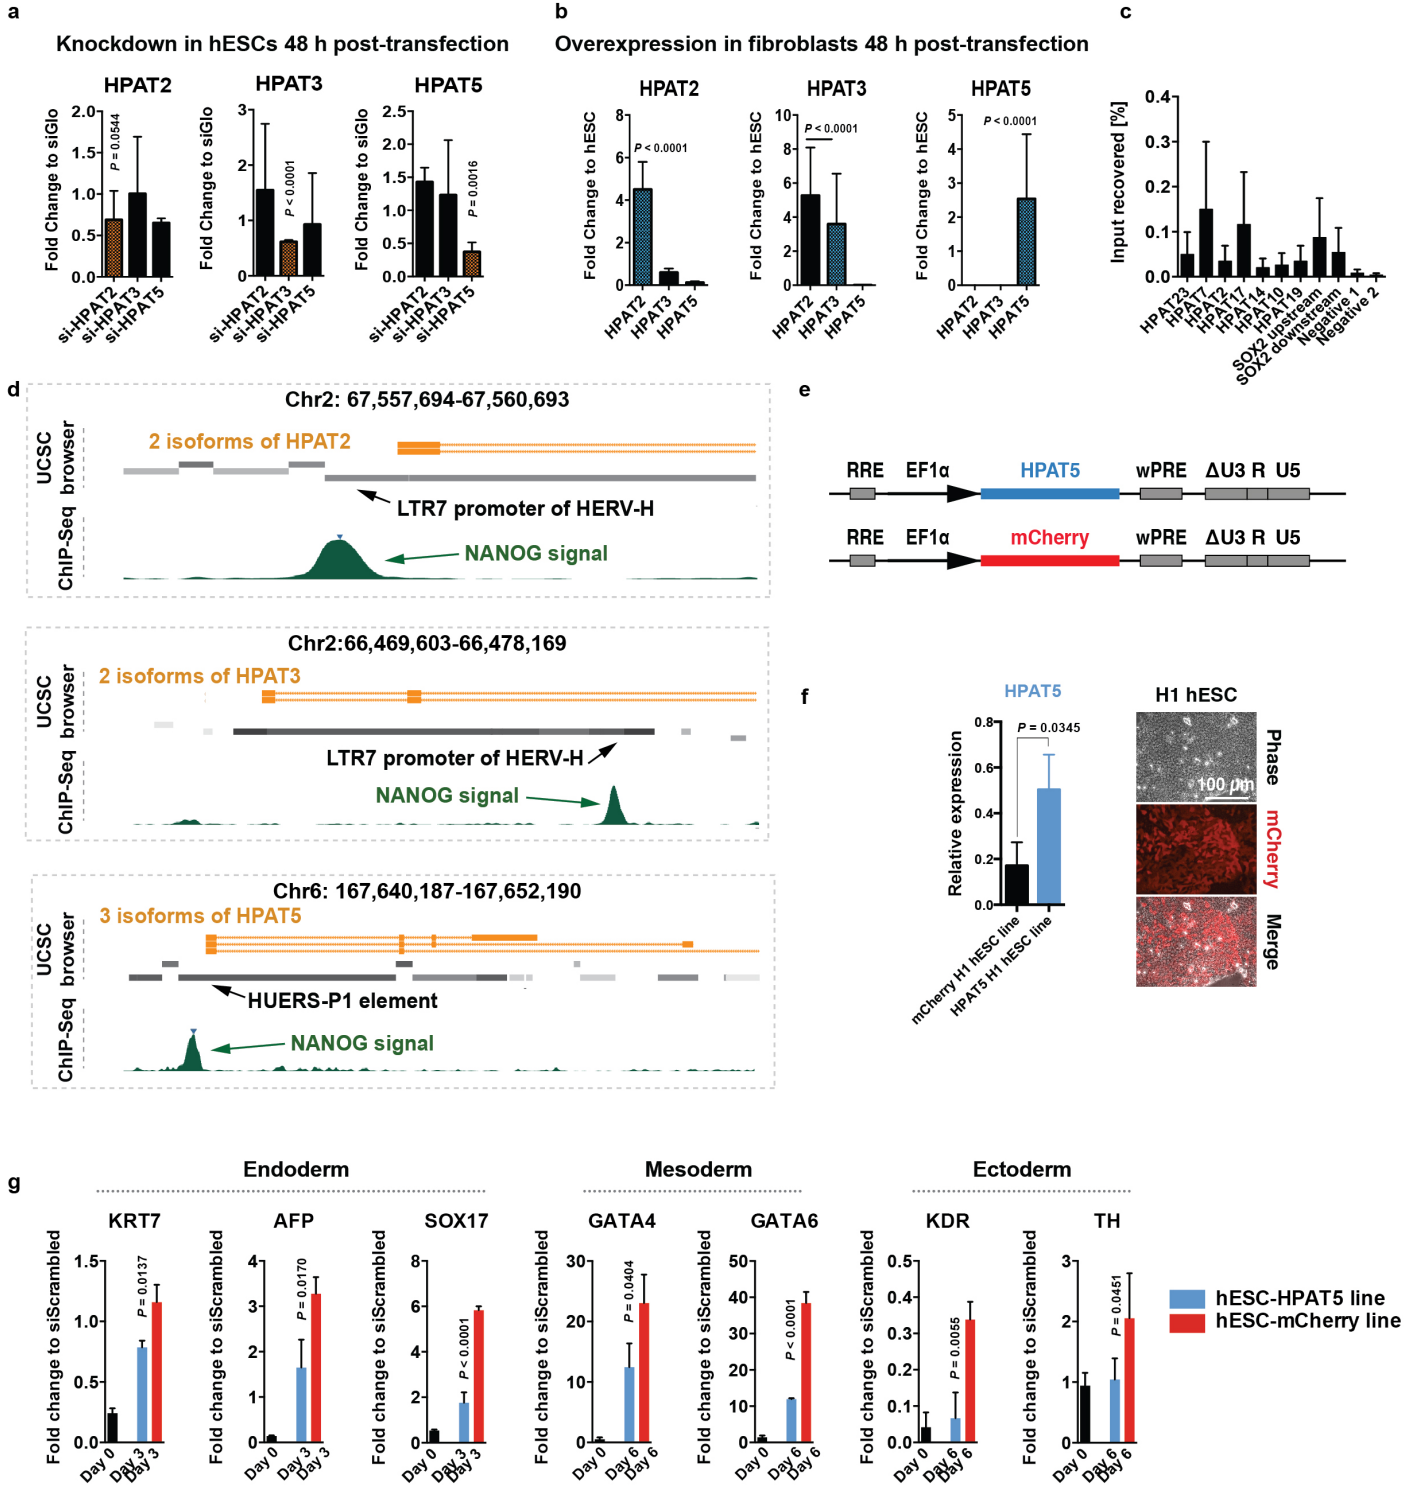 a
Knockdown in hESCs 48 h post-transfection
HPAT2
Fold Change to siGlo
2.0
1.5
1.0
0.5
0.0
P = 0.0544
si-HPAT2
si-HPAT3
si-HPAT5
HPAT3
Fold Change to siGlo
3
2
1
0
P < 0.0001
si-HPAT2
si-HPAT3
si-HPAT5
HPAT5
Fold Change to siGlo
2.5
2.0
1.5
1.0
0.5
0.0
P = 0.0016
si-HPAT2
si-HPAT3
si-HPAT5
b
Overexpression in fibroblasts 48 h post-transfection
HPAT2
Fold Change to hESC
8
6
4
2
0
P < 0.0001
HPAT2
HPAT3
HPAT5
HPAT3
Fold Change to hESC
10
8
6
4
2
0
P < 0.0001
HPAT2
HPAT3
HPAT5
HPAT5
Fold Change to hESC
5
4
3
2
1
0
P < 0.0001
HPAT2
HPAT3
HPAT5
c
Input recovered [%]
0.4
0.3
0.2
0.1
0.0
HPAT23
HPAT7
HPAT2
HPAT17
HPAT14
HPAT10
HPAT19
SOX2 upstream
SOX2 downstream
Negative 1
Negative 2
d
Chr2: 67,557,694-67,560,693
UCSC
browser
2 isoforms of HPAT2
LTR7 promoter of HERV-H
ChIP-Seq
NANOG signal
Chr2:66,469,603-66,478,169
UCSC
browser
2 isoforms of HPAT3
LTR7 promoter of HERV-H
ChIP-Seq
NANOG signal
Chr6: 167,640,187-167,652,190
UCSC
browser
3 isoforms of HPAT5
HUERS-P1 element
ChIP-Seq
NANOG signal
e
RRE EF1α HPAT5 wPRE ΔU3 R U5
RRE EF1α mCherry wPRE ΔU3 R U5
f
HPAT5
Relative expression
0.8
0.6
0.4
0.2
0.0
P = 0.0345
mCherry H1 hESC line
HPAT5 H1 hESC line
H1 hESC
100 µm
Phase
mCherry
Merge
g
Endoderm
KRT7
Fold change to siScrambled
1.5
1.0
0.5
0.0
P = 0.0137
Day 0
Day 3
Day 3
AFP
Fold change to siScrambled
4
3
2
1
0
P = 0.0170
Day 0
Day 3
Day 3
SOX17
Fold change to siScrambled
8
6
4
2
0
P < 0.0001
Day 0
Day 3
Day 3
Mesoderm
GATA4
Fold change to siScrambled
30
20
10
0
P = 0.0404
Day 0
Day 6
Day 6
GATA6
Fold change to siScrambled
50
40
30
20
10
0
P < 0.0001
Day 0
Day 6
Day 6
Ectoderm
KDR
Fold change to siScrambled
0.5
0.4
0.3
0.2
0.1
0.0
P = 0.0055
Day 0
Day 6
Day 6
TH
Fold change to siScrambled
3
2
1
0
P = 0.0451
Day 0
Day 6
Day 6
hESC-HPAT5 line
hESC-mCherry line